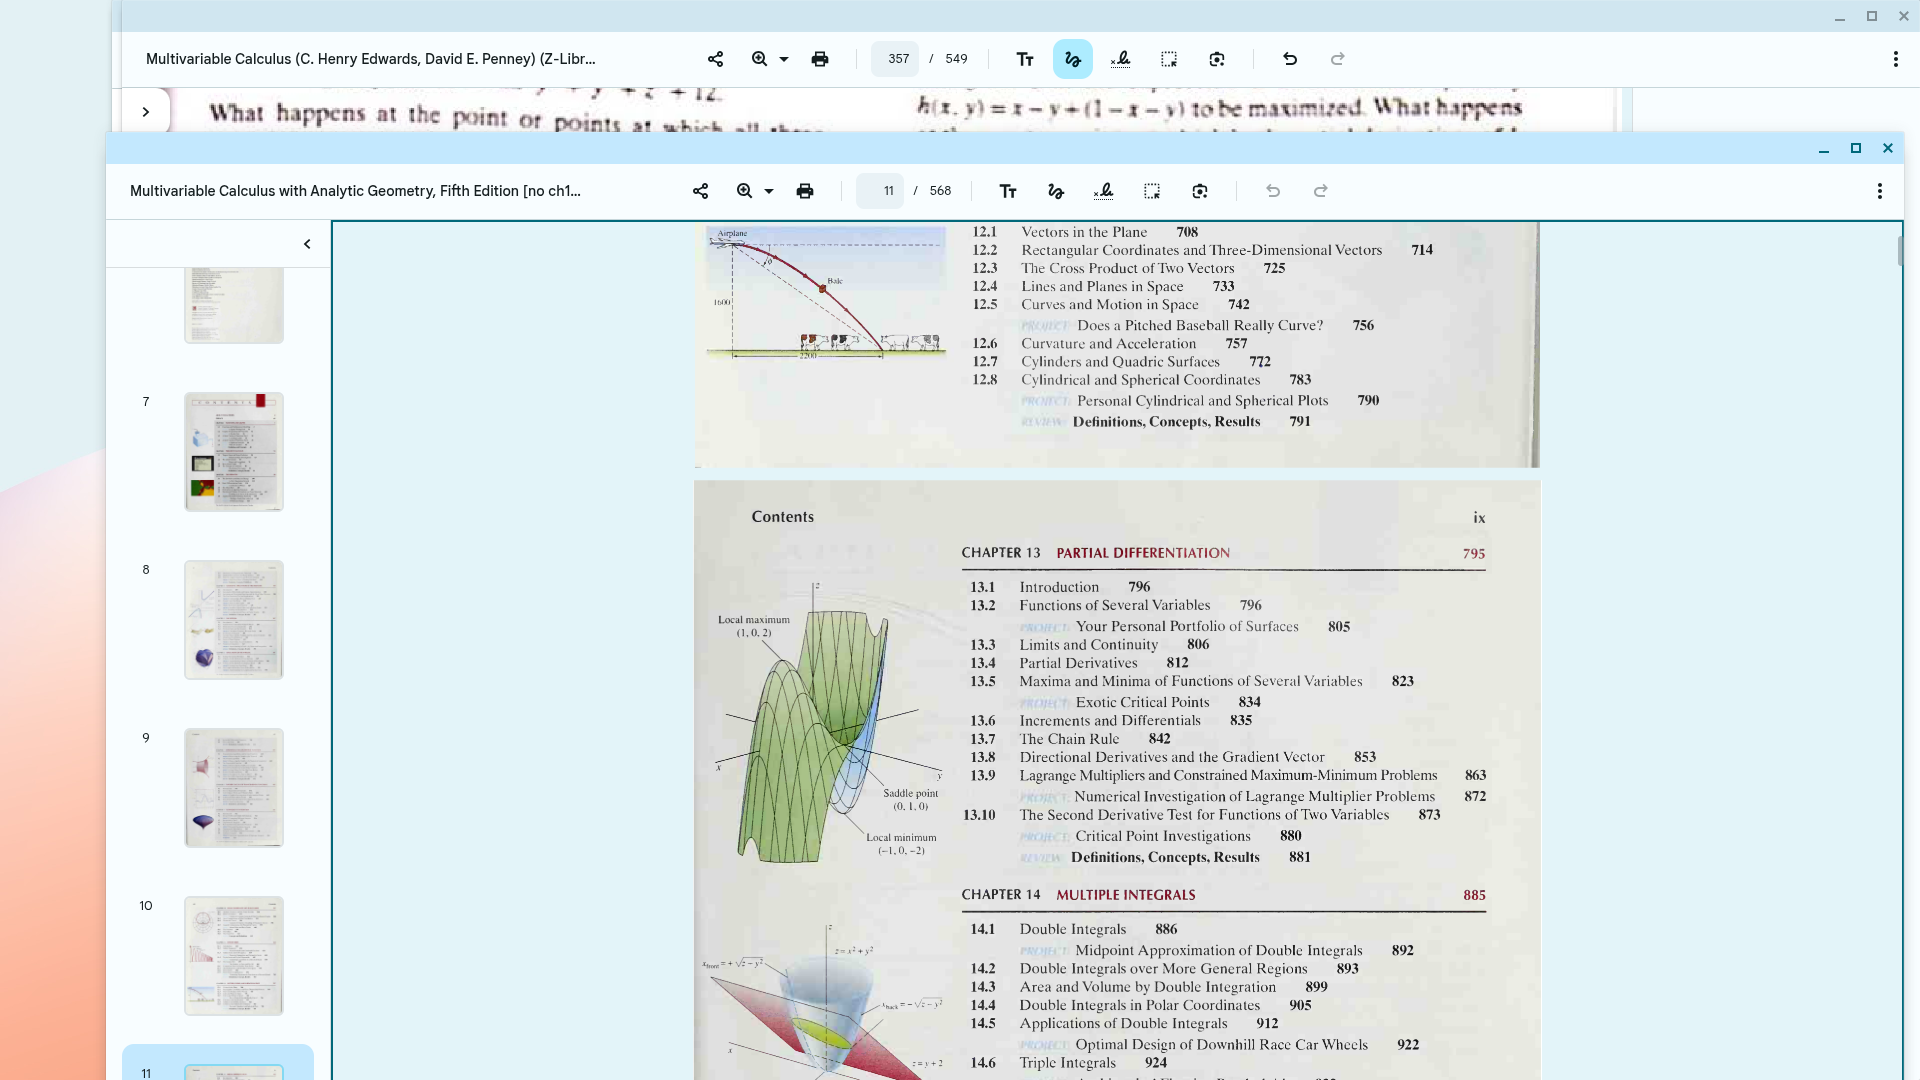 Multivariable Calculus (C. Henry Edwards, David E. Penney) (Z-Libr...
357 / 549
What happens at the point or points at which all
h(x, y) = x − y + (1 − x − y) to be maximized. What happens
Multivariable Calculus with Analytic Geometry, Fifth Edition [no ch1...
11 / 568
7
8
9
10
11
Airplane
Bale
1600
2200
12.1 Vectors in the Plane 708
12.2 Rectangular Coordinates and Three-Dimensional Vectors 714
12.3 The Cross Product of Two Vectors 725
12.4 Lines and Planes in Space 733
12.5 Curves and Motion in Space 742
PROJECT: Does a Pitched Baseball Really Curve? 756
12.6 Curvature and Acceleration 757
12.7 Cylinders and Quadric Surfaces 772
12.8 Cylindrical and Spherical Coordinates 783
PROJECT: Personal Cylindrical and Spherical Plots 790
REVIEW: Definitions, Concepts, Results 791
Contents ix
CHAPTER 13 PARTIAL DIFFERENTIATION 795
13.1 Introduction 796
13.2 Functions of Several Variables 796
PROJECT: Your Personal Portfolio of Surfaces 805
13.3 Limits and Continuity 806
13.4 Partial Derivatives 812
13.5 Maxima and Minima of Functions of Several Variables 823
PROJECT: Exotic Critical Points 834
13.6 Increments and Differentials 835
13.7 The Chain Rule 842
13.8 Directional Derivatives and the Gradient Vector 853
13.9 Lagrange Multipliers and Constrained Maximum-Minimum Problems 863
PROJECT: Numerical Investigation of Lagrange Multiplier Problems 872
13.10 The Second Derivative Test for Functions of Two Variables 873
PROJECT: Critical Point Investigations 880
REVIEW: Definitions, Concepts, Results 881
z
Local maximum
(1, 0, 2)
x
y
Saddle point
(0, 1, 0)
Local minimum
(−1, 0, −2)
CHAPTER 14 MULTIPLE INTEGRALS 885
14.1 Double Integrals 886
PROJECT: Midpoint Approximation of Double Integrals 892
14.2 Double Integrals over More General Regions 893
14.3 Area and Volume by Double Integration 899
14.4 Double Integrals in Polar Coordinates 905
14.5 Applications of Double Integrals 912
PROJECT: Optimal Design of Downhill Race Car Wheels 922
14.6 Triple Integrals 924
z
z = x² + y²
x front = + √z − y²
x back = − √z − y²
x
z = y + 2